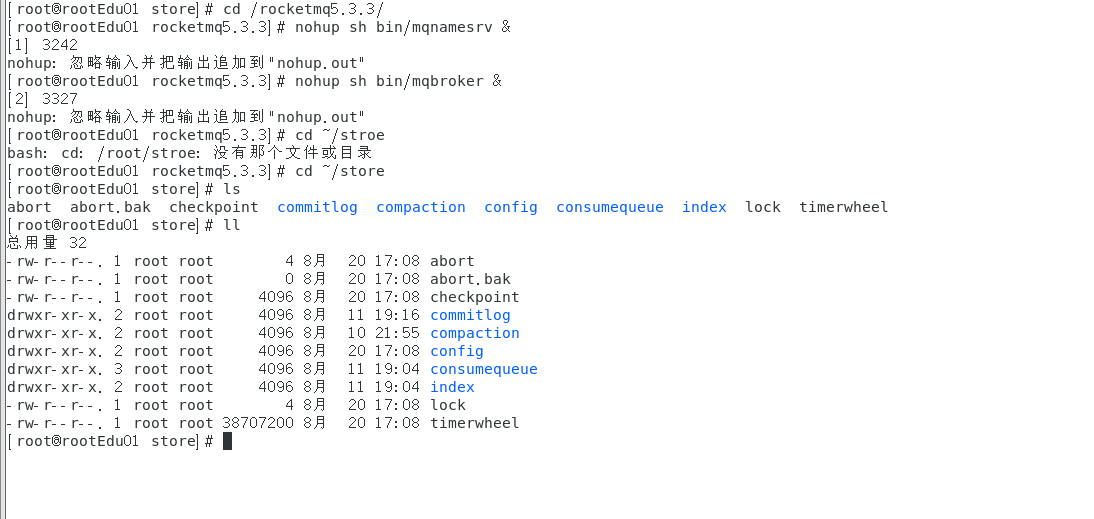 [root@rootEdu01 store]# cd /rocketmq5.3.3/
[root@rootEdu01 rocketmq5.3.3]# nohup sh bin/mqnamesrv &
[1] 3242
nohup: 忽略输入并把输出追加到"nohup.out"
[root@rootEdu01 rocketmq5.3.3]# nohup sh bin/mqbroker &
[2] 3327
nohup: 忽略输入并把输出追加到"nohup.out"
[root@rootEdu01 rocketmq5.3.3]# cd ~/stroe
bash: cd: /root/stroe: 没有那个文件或目录
[root@rootEdu01 rocketmq5.3.3]# cd ~/store
[root@rootEdu01 store]# ls
abort  abort.bak  checkpoint  commitlog  compaction  config  consumequeue  index  lock  timerwheel
[root@rootEdu01 store]# ll
总用量 32
-rw-r--r--. 1 root root        4 8月  20 17:08 abort
-rw-r--r--. 1 root root        0 8月  20 17:08 abort.bak
-rw-r--r--. 1 root root     4096 8月  20 17:08 checkpoint
drwxr-xr-x. 2 root root     4096 8月  11 19:16 commitlog
drwxr-xr-x. 2 root root     4096 8月  10 21:55 compaction
drwxr-xr-x. 2 root root     4096 8月  20 17:08 config
drwxr-xr-x. 3 root root     4096 8月  11 19:04 consumequeue
drwxr-xr-x. 2 root root     4096 8月  11 19:04 index
-rw-r--r--. 1 root root        4 8月  20 17:08 lock
-rw-r--r--. 1 root root 38707200 8月  20 17:08 timerwheel
[root@rootEdu01 store]#